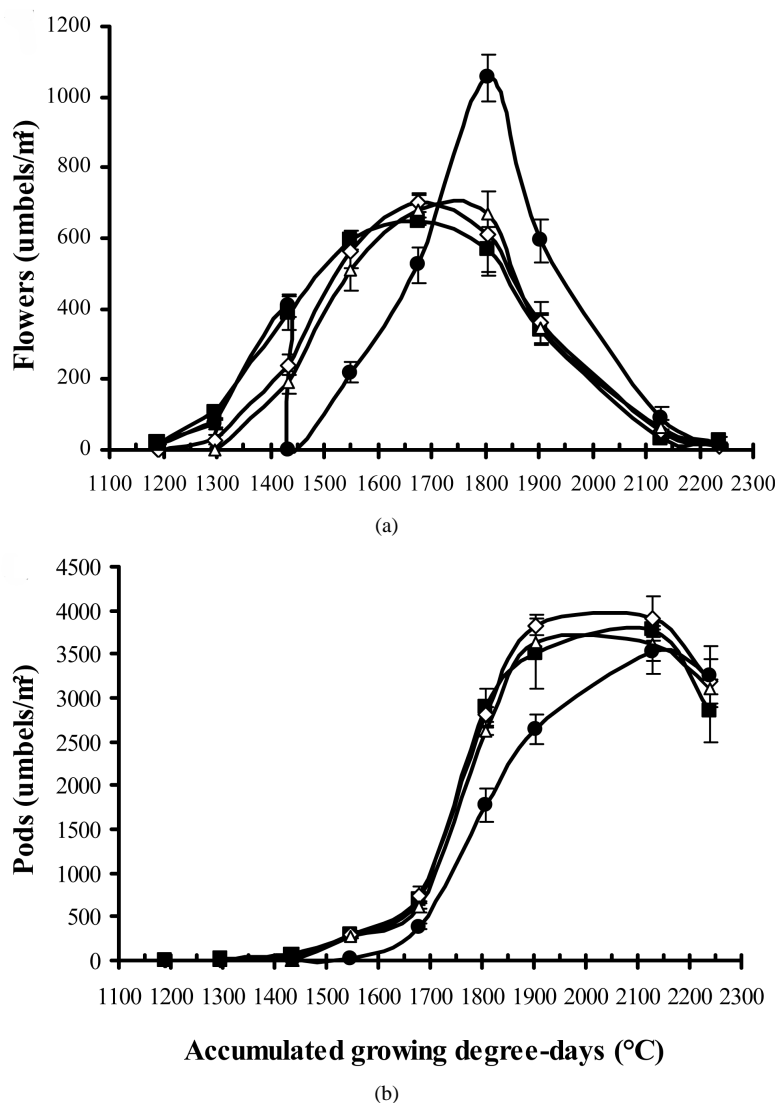 1200
1000
800
600
400
200
0
Flowers (umbels/m²)
1100 1200 1300 1400 1500 1600 1700 1800 1900 2100 2200 2300
(a)
4500
4000
3500
3000
2500
2000
1500
1000
500
0
Pods (umbels/m²)
1100 1200 1300 1400 1500 1600 1700 1800 1900 2000 2100 2200 2300
Accumulated growing degree-days (°C)
(b)